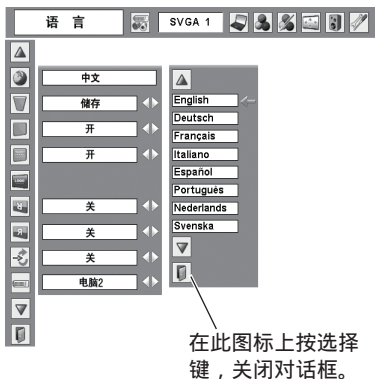 语 言
SVGA 1
中文
储存
开
开
关
关
关
电脑2
English
Deutsch
Français
Italiano
Español
Português
Nederlands
Svenska
在此图标上按选择
键，关闭对话框。